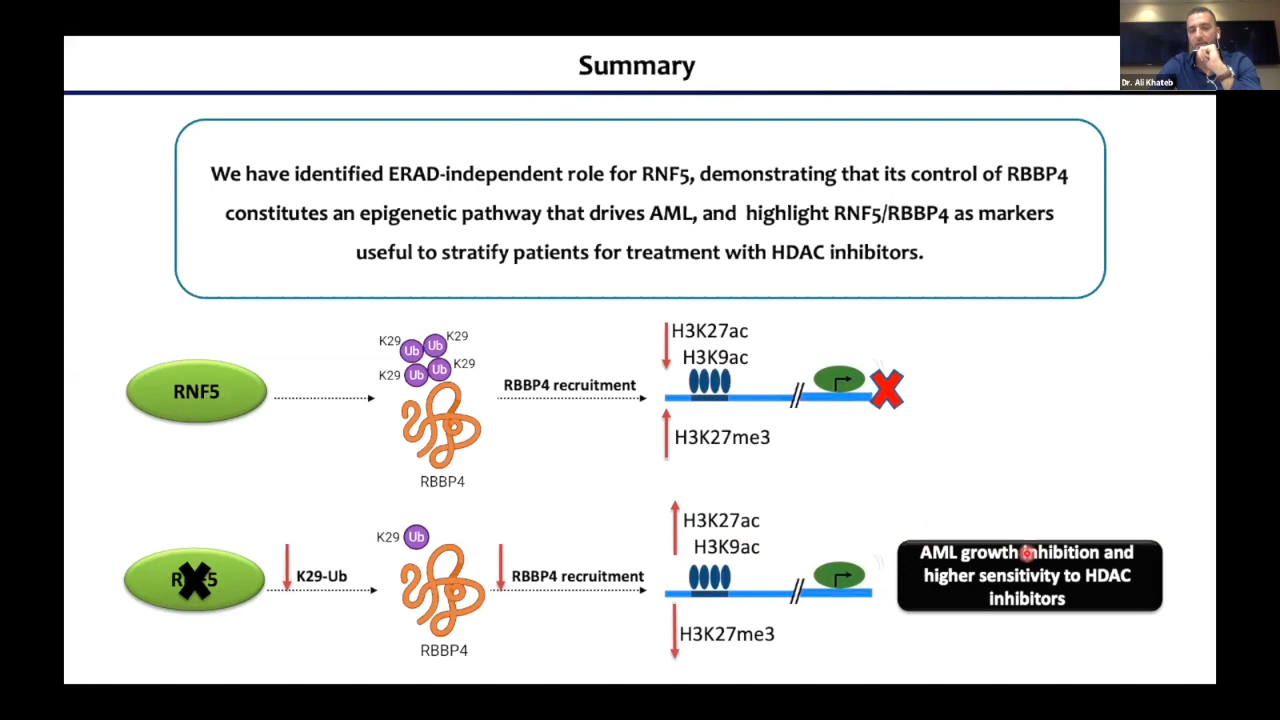 Dr. Ali Khateb
Summary
We have identified ERAD-independent role for RNF5, demonstrating that its control of RBBP4
constitutes an epigenetic pathway that drives AML, and highlight RNF5/RBBP4 as markers
useful to stratify patients for treatment with HDAC inhibitors.
RNF5
K29
K29
Ub
Ub
K29
K29
Ub
Ub
RBBP4
RBBP4 recruitment
H3K27ac
H3K9ac
H3K27me3
K29-Ub
K29
Ub
RBBP4
RBBP4 recruitment
H3K27ac
H3K9ac
H3K27me3
AML growth inhibition and
higher sensitivity to HDAC
inhibitors